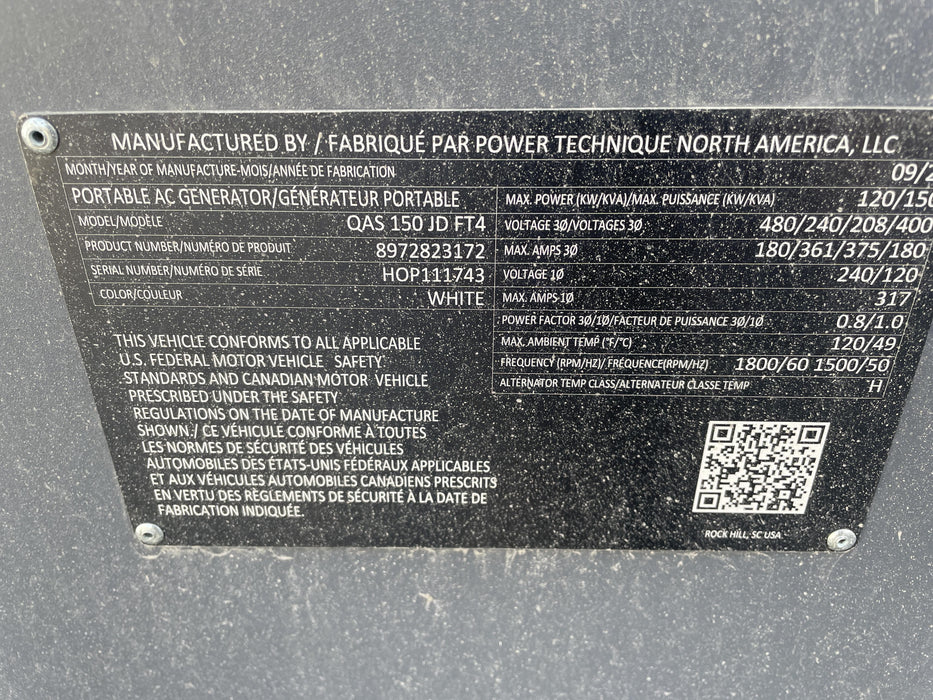 MANUFACTURED BY / FABRIQUÉ PAR POWER TECHNIQUE NORTH AMERICA, LLC
MONTH/YEAR OF MANUFACTURE-MOIS/ANNÉE DE FABRICATION 09/2
PORTABLE AC GENERATOR/GÉNÉRATEUR PORTABLE
MODEL/MODÈLE QAS 150 JD FT4
PRODUCT NUMBER/NUMÉRO DE PRODUIT 8972823172
SERIAL NUMBER/NUMÉRO DE SÉRIE HOP111743
COLOR/COULEUR WHITE
MAX. POWER (KW/KVA)/MAX. PUISSANCE (KW/KVA) 120/150
VOLTAGE 3Ø/VOLTAGES 3Ø 480/240/208/400
MAX. AMPS 3Ø 180/361/375/180
VOLTAGE 1Ø 240/120
MAX. AMPS 1Ø 317
POWER FACTOR 3Ø/1Ø/FACTEUR DE PUISSANCE 3Ø/1Ø 0.8/1.0
MAX. AMBIENT TEMP (°F/°C) 120/49
FREQUENCY (RPM/HZ)/ FRÉQUENCE(RPM/HZ) 1800/60 1500/50
ALTERNATOR TEMP CLASS/ALTERNATEUR CLASSE TEMP H
THIS VEHICLE CONFORMS TO ALL APPLICABLE
U.S. FEDERAL MOTOR VEHICLE SAFETY
STANDARDS AND CANADIAN MOTOR VEHICLE
PRESCRIBED UNDER THE SAFETY
REGULATIONS ON THE DATE OF MANUFACTURE
SHOWN./ CE VÉHICULE CONFORME À TOUTES
LES NORMES DE SÉCURITÉ DES VÉHICULES
AUTOMOBILES DES ÉTATS-UNIS FÉDÉRAUX APPLICABLES
ET AUX VÉHICULES AUTOMOBILES CANADIENS PRESCRITS
EN VERTU DES RÈGLEMENTS DE SÉCURITÉ À LA DATE DE
FABRICATION INDIQUÉE.
ROCK HILL, SC USA